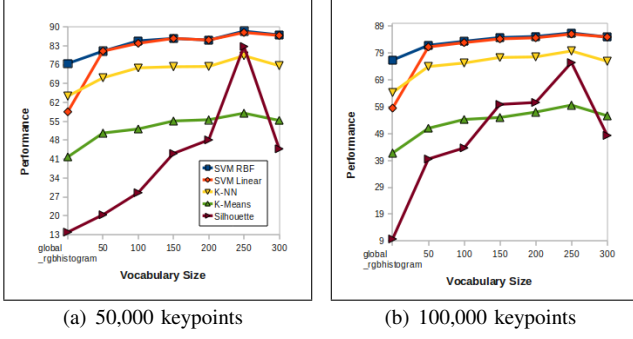 90
83
76
69
62
55
48
41
34
27
20
13
Performance
SVM RBF
SVM Linear
K-NN
K-Means
Silhouette
global
_rgbhistogram
50 100 150 200 250 300
Vocabulary Size
(a) 50,000 keypoints
89
79
69
59
49
39
29
19
9
Performance
global
_rgbhistogram
50 100 150 200 250 300
Vocabulary Size
(b) 100,000 keypoints